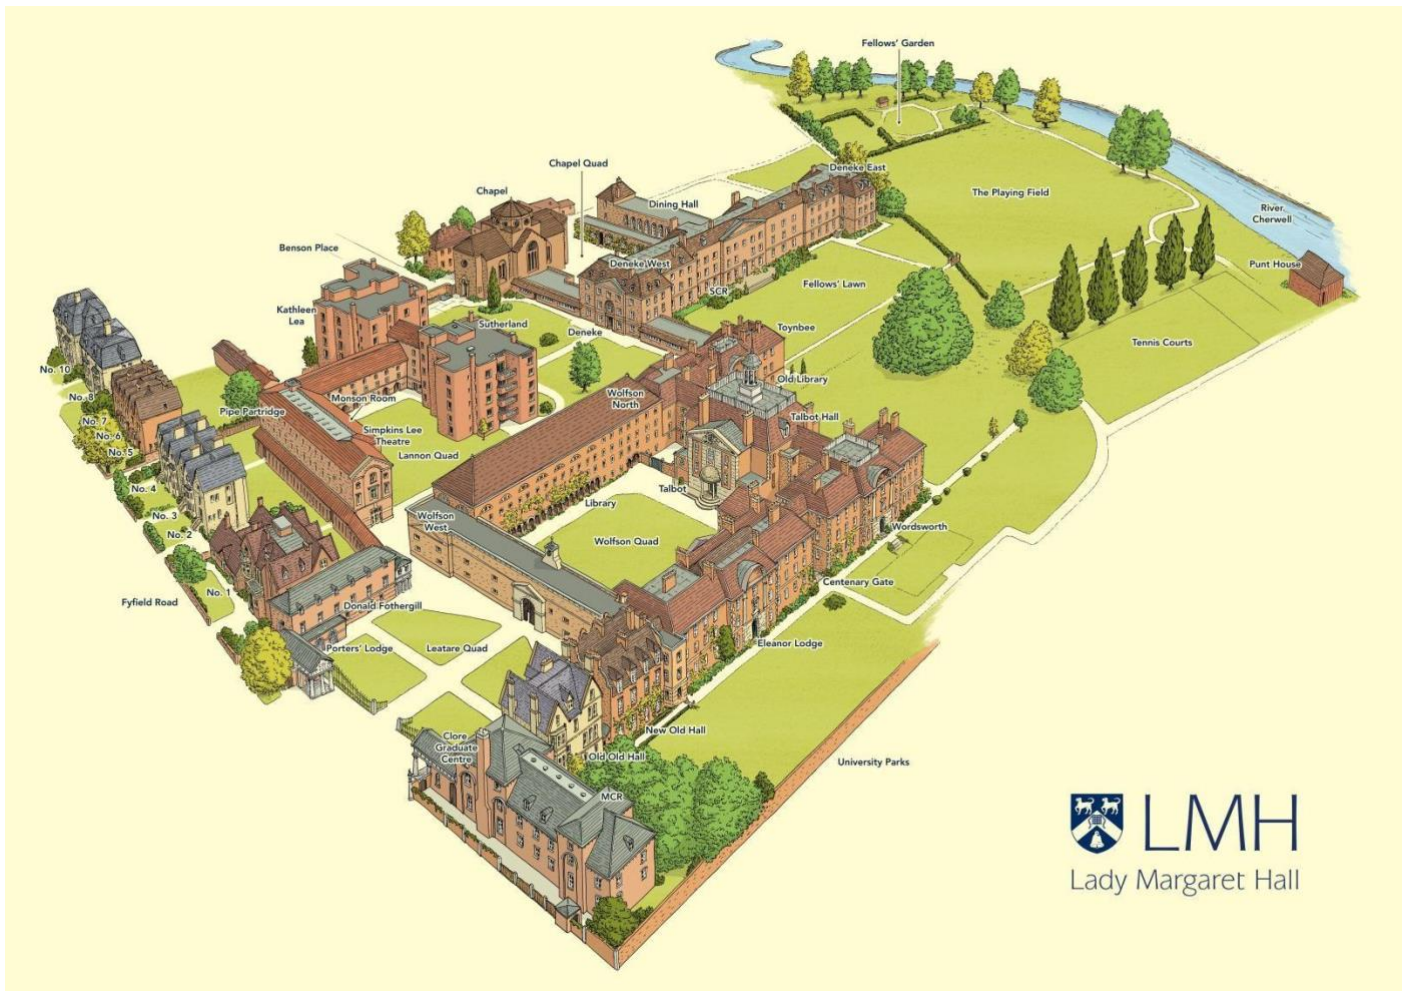 Fellows' Garden
Chapel Quad
Deneke East
Chapel
The Playing Field
Dining Hall
River
Cherwell
Benson Place
Deneke West
Punt House
SCR
Fellows' Lawn
Kathleen
Lea
Sutherland
Deneke
Toynbee
Tennis Courts
No. 10
Old Library
No. 8
Monson Room
Wolfson
North
Pipe Partridge
Talbot Hall
No. 7
Simpkins Lee
Theatre
No. 6
No. 5
Lannon Quad
No. 4
Talbot
Library
No. 3
Wolfson
West
Wordsworth
No. 2
Wolfson Quad
Centenary Gate
No. 1
Fyfield Road
Donald Fothergill
Eleanor Lodge
Porters' Lodge
Leatare Quad
New Old Hall
Clore
Graduate
Centre
Old Old Hall
University Parks
MCR
LMH
Lady Margaret Hall